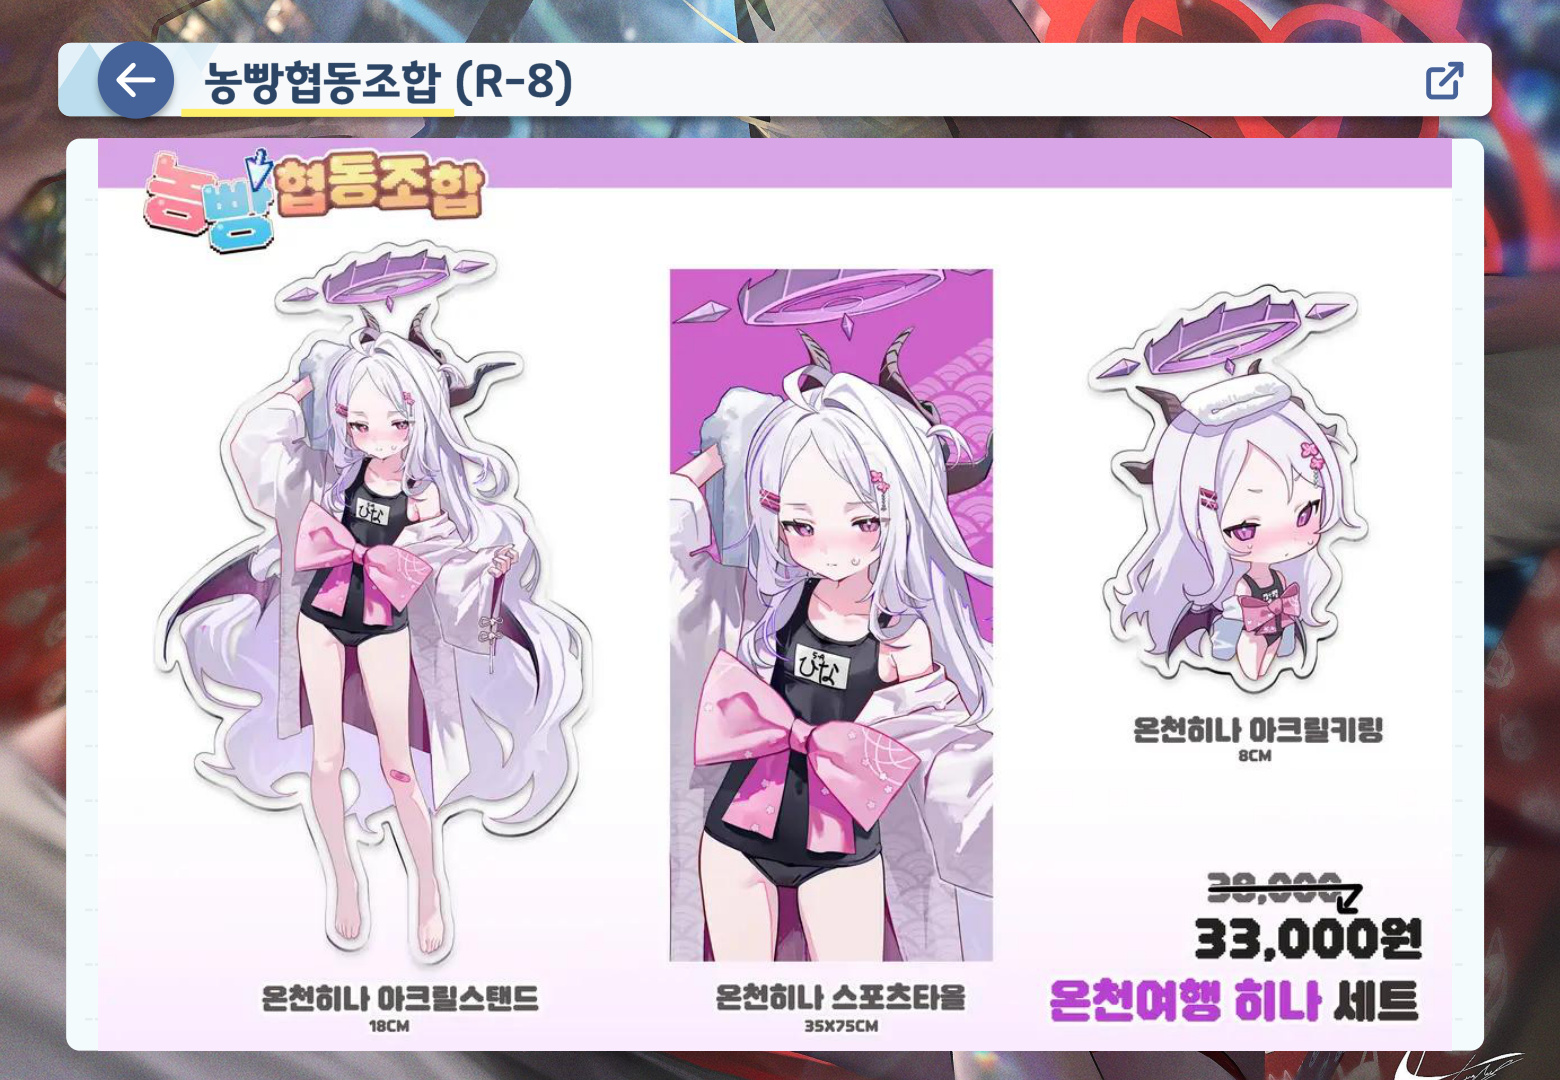 농빵협동조합 (R-8)
농빵협동조합
ひな
ひな
온천히나 아크릴키링
8CM
38,000
33,000원
온천여행 히나 세트
온천히나 아크릴스탠드
18CM
온천히나 스포츠타올
35X75CM